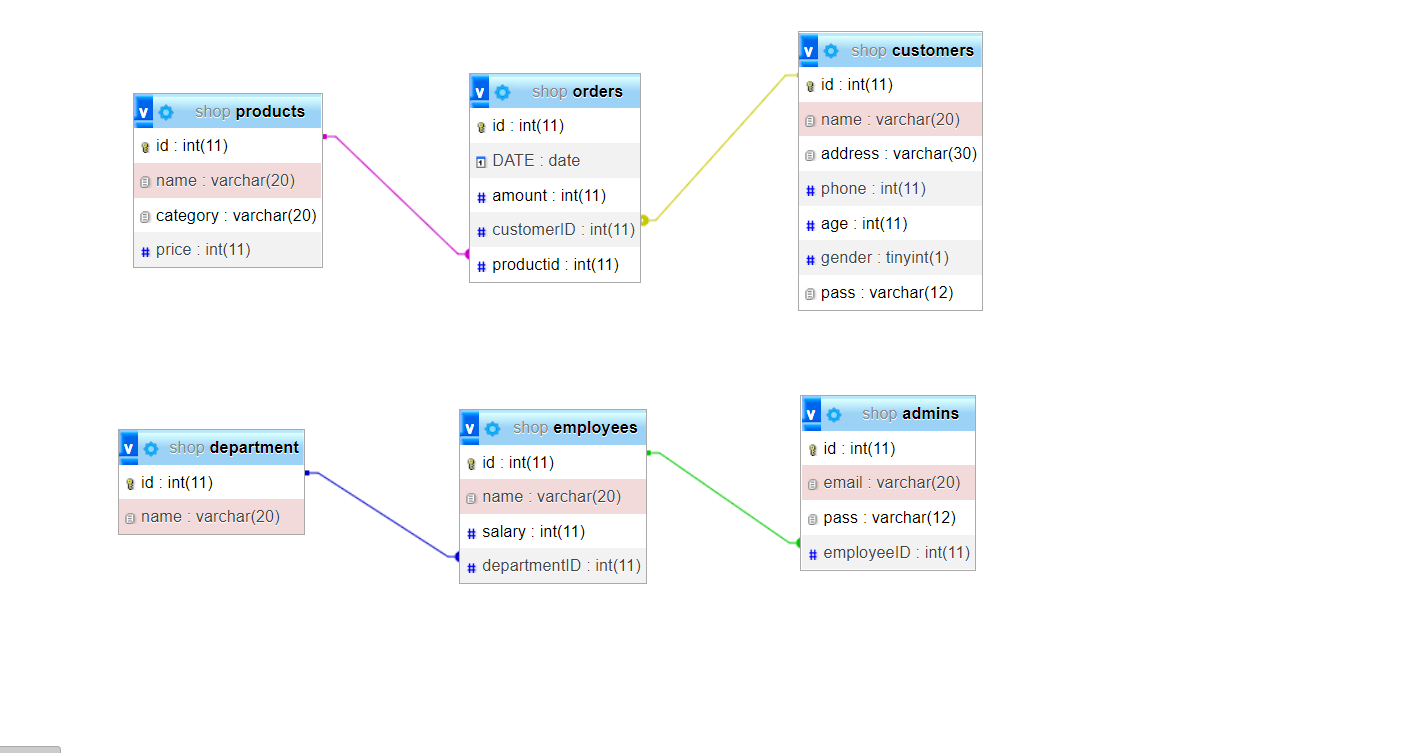 v shop products
id : int(11)
name : varchar(20)
category : varchar(20)
# price : int(11)
v shop orders
id : int(11)
DATE : date
# amount : int(11)
# customerID : int(11)
# productid : int(11)
v shop customers
id : int(11)
name : varchar(20)
address : varchar(30)
# phone : int(11)
# age : int(11)
# gender : tinyint(1)
pass : varchar(12)
v shop department
id : int(11)
name : varchar(20)
v shop employees
id : int(11)
name : varchar(20)
# salary : int(11)
# departmentID : int(11)
v shop admins
id : int(11)
email : varchar(20)
pass : varchar(12)
# employeeID : int(11)